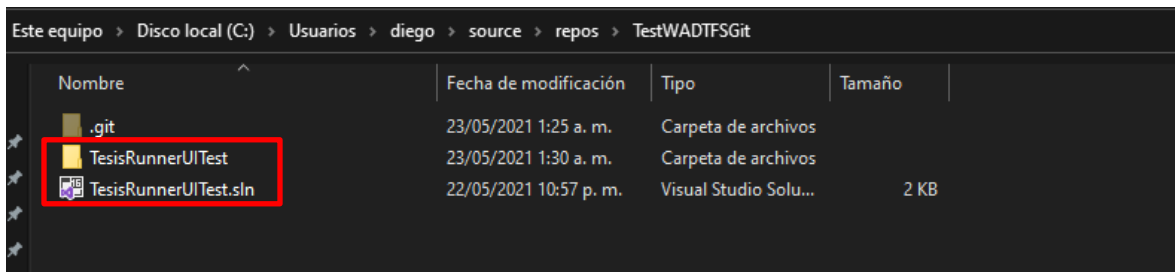 Este equipo > Disco local (C:) > Usuarios > diego > source > repos > TestWADTFSGit
Nombre Fecha de modificación Tipo Tamaño
.git 23/05/2021 1:25 a. m. Carpeta de archivos
TesisRunnerUITest 23/05/2021 1:30 a. m. Carpeta de archivos
TesisRunnerUITest.sln 22/05/2021 10:57 p. m. Visual Studio Solu... 2 KB